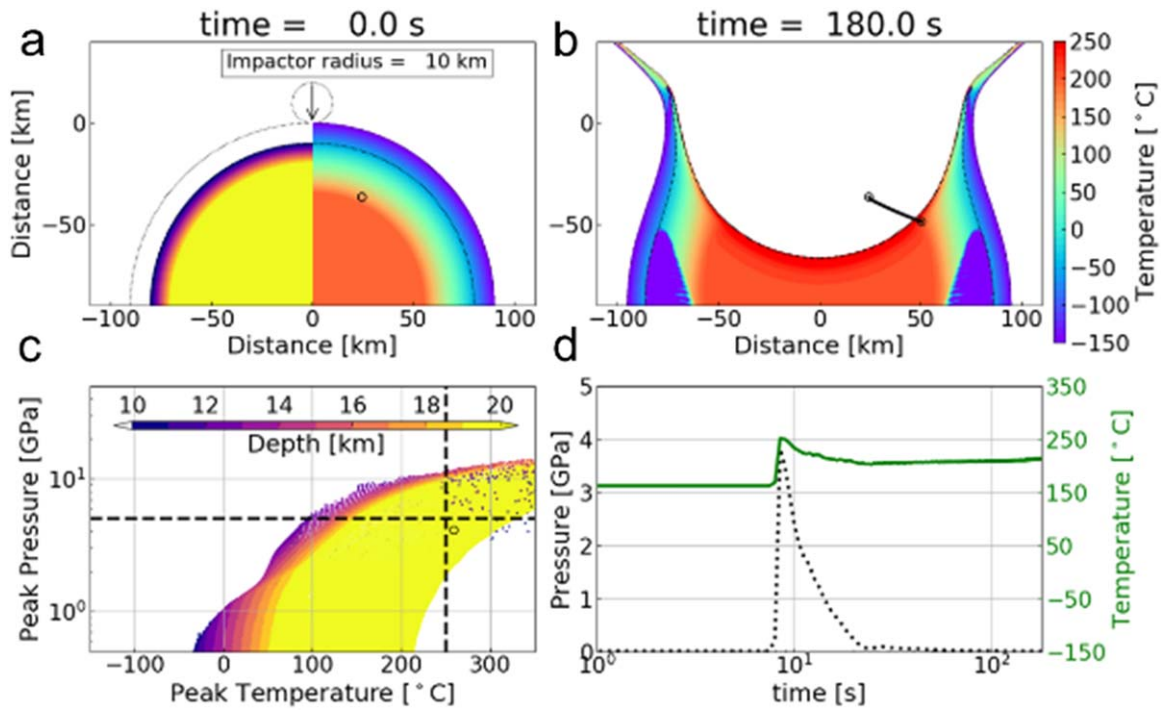 a
time = 0.0 s
Impactor radius = 10 km
Distance [km]
0
−50
−100 −50 0 50 100
Distance [km]
b
time = 180.0 s
−100 −50 0 50 100
Distance [km]
250
200
150
100
50
0
−50
−100
−150
Temperature [°C]
c
10 12 14 16 18 20
Depth [km]
Peak Pressure [GPa]
10¹
10⁰
−100 0 100 200 300
Peak Temperature [°C]
d
Pressure [GPa]
5
4
3
2
1
0
10⁰ 10¹ 10²
time [s]
350
250
150
50
−50
−150
Temperature [°C]